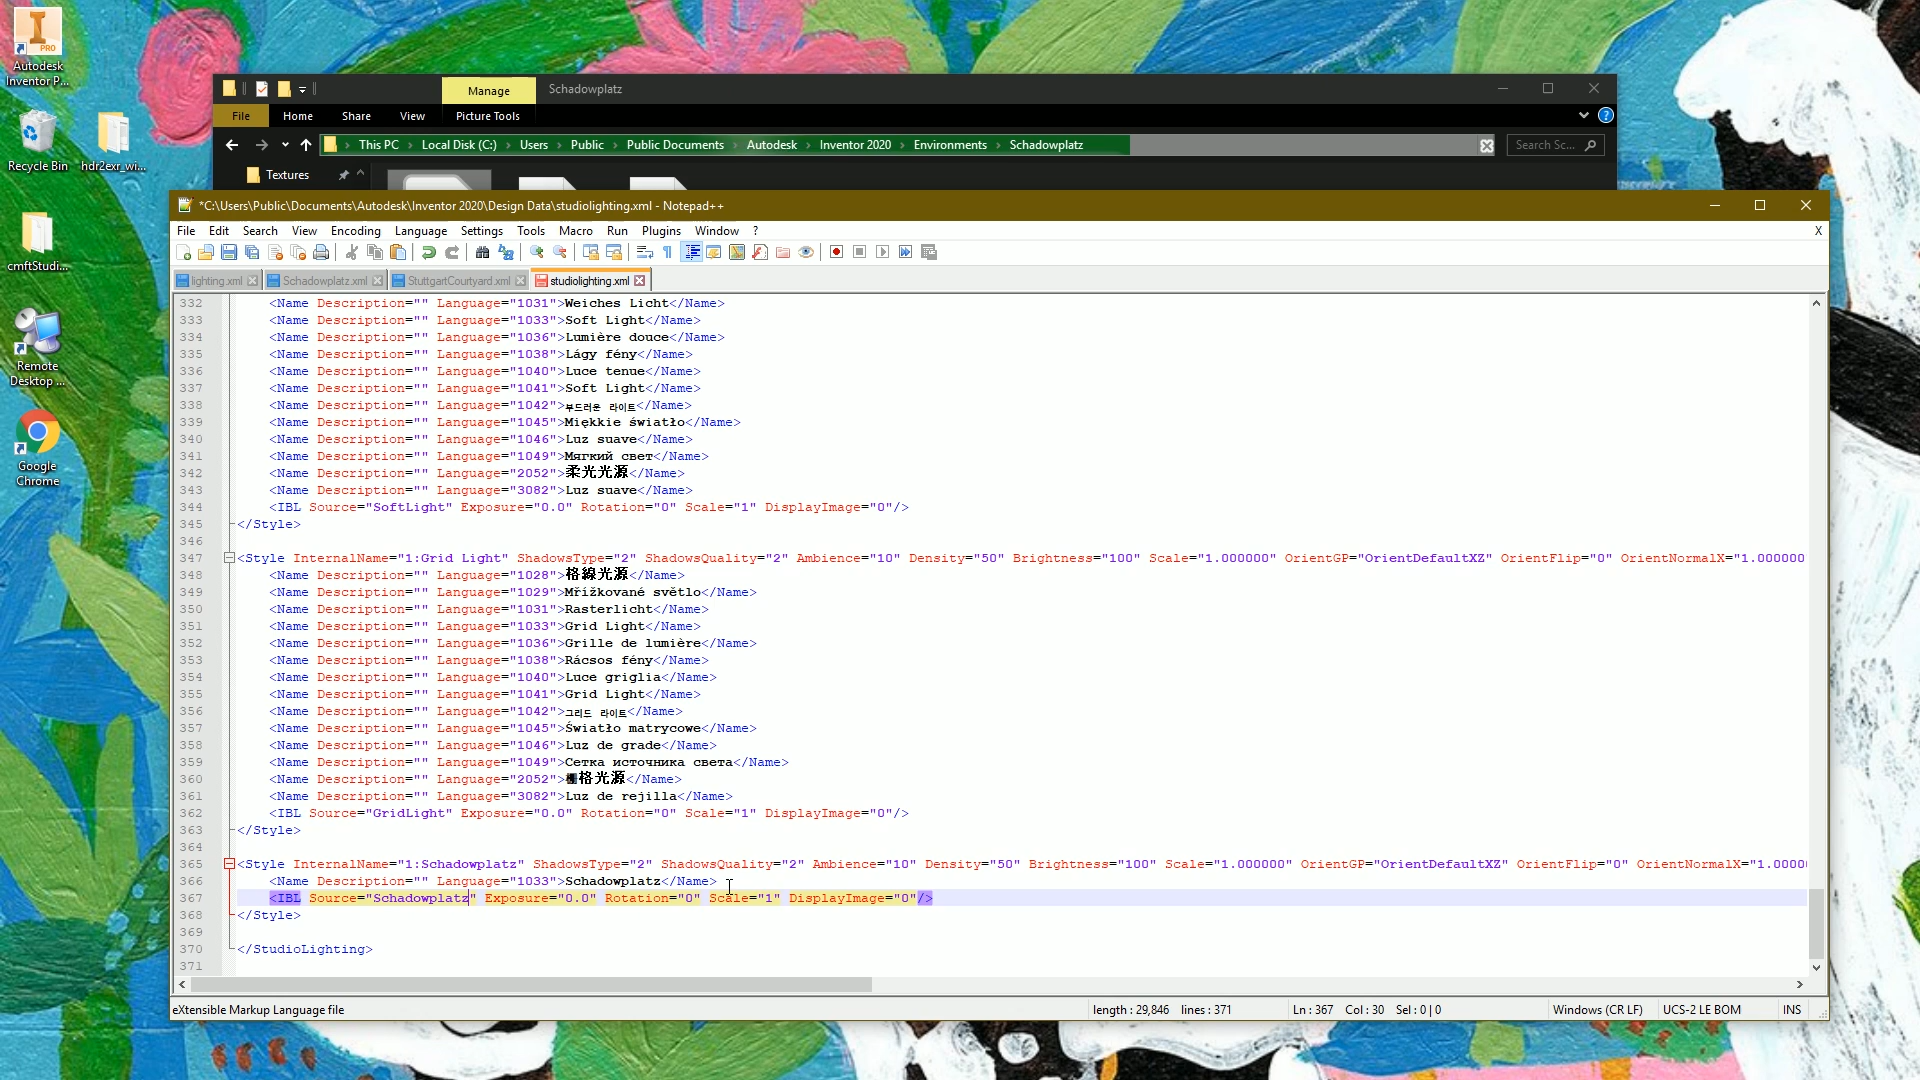 Autodesk
Inventor P...
PRO
Recycle Bin
hdr2exr_wi...
cmftStudi...
Remote
Desktop ...
Google
Chrome
Manage
Schadowplatz
File
Home
Share
View
Picture Tools
This PC
Local Disk (C:)
Users
Public
Public Documents
Autodesk
Inventor 2020
Environments
Schadowplatz
Search Sc...
Textures
*C:\Users\Public\Documents\Autodesk\Inventor 2020\Design Data\studiolighting.xml - Notepad++
File Edit Search View Encoding Language Settings Tools Macro Run Plugins Window ? X
lighting.xml
Schadowplatz.xml
StuttgartCourtyard.xml
studiolighting.xml
332 <Name Description="" Language="1031">Weiches Licht</Name>
333 <Name Description="" Language="1033">Soft Light</Name>
334 <Name Description="" Language="1036">Lumière douce</Name>
335 <Name Description="" Language="1038">Lágy fény</Name>
336 <Name Description="" Language="1040">Luce tenue</Name>
337 <Name Description="" Language="1041">Soft Light</Name>
338 <Name Description="" Language="1042">부드러운 라이트</Name>
339 <Name Description="" Language="1045">Miękkie światło</Name>
340 <Name Description="" Language="1046">Luz suave</Name>
341 <Name Description="" Language="1049">Мягкий свет</Name>
342 <Name Description="" Language="2052">柔光光源</Name>
343 <Name Description="" Language="3082">Luz suave</Name>
344 <IBL Source="SoftLight" Exposure="0.0" Rotation="0" Scale="1" DisplayImage="0"/>
345 </Style>
346
347 <Style InternalName="1:Grid Light" ShadowsType="2" ShadowsQuality="2" Ambience="10" Density="50" Brightness="100" Scale="1.000000" OrientGP="OrientDefaultXZ" OrientFlip="0" OrientNormalX="1.000000
348 <Name Description="" Language="1028">格線光源</Name>
349 <Name Description="" Language="1029">Mřížkované světlo</Name>
350 <Name Description="" Language="1031">Rasterlicht</Name>
351 <Name Description="" Language="1033">Grid Light</Name>
352 <Name Description="" Language="1036">Grille de lumière</Name>
353 <Name Description="" Language="1038">Rácsos fény</Name>
354 <Name Description="" Language="1040">Luce griglia</Name>
355 <Name Description="" Language="1041">Grid Light</Name>
356 <Name Description="" Language="1042">그리드 라이트</Name>
357 <Name Description="" Language="1045">Światło matrycowe</Name>
358 <Name Description="" Language="1046">Luz de grade</Name>
359 <Name Description="" Language="1049">Сетка источника света</Name>
360 <Name Description="" Language="2052">栅格光源</Name>
361 <Name Description="" Language="3082">Luz de rejilla</Name>
362 <IBL Source="GridLight" Exposure="0.0" Rotation="0" Scale="1" DisplayImage="0"/>
363 </Style>
364
365 <Style InternalName="1:Schadowplatz" ShadowsType="2" ShadowsQuality="2" Ambience="10" Density="50" Brightness="100" Scale="1.000000" OrientGP="OrientDefaultXZ" OrientFlip="0" OrientNormalX="1.0000
366 <Name Description="" Language="1033">Schadowplatz</Name>
367 <IBL Source="Schadowplatz" Exposure="0.0" Rotation="0" Scale="1" DisplayImage="0"/>
368 </Style>
369
370 </StudioLighting>
371
eXtensible Markup Language file
length : 29,846 lines : 371
Ln : 367 Col : 30 Sel : 0 | 0
Windows (CR LF)
UCS-2 LE BOM
INS